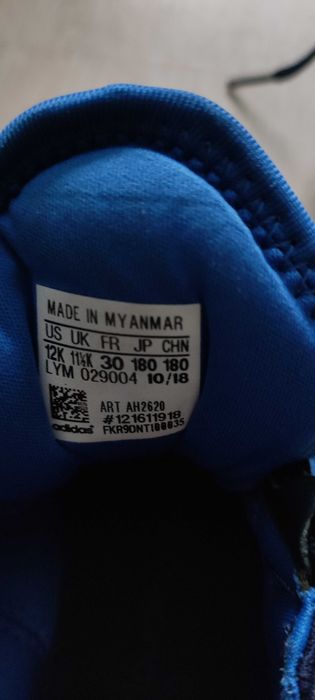 MADE IN MYANMAR
US UK FR JP CHN
12K 11½K 30 180 180
LYM 029004 10/18
ART AH2620
#121611918
adidas FKR9DNT100035